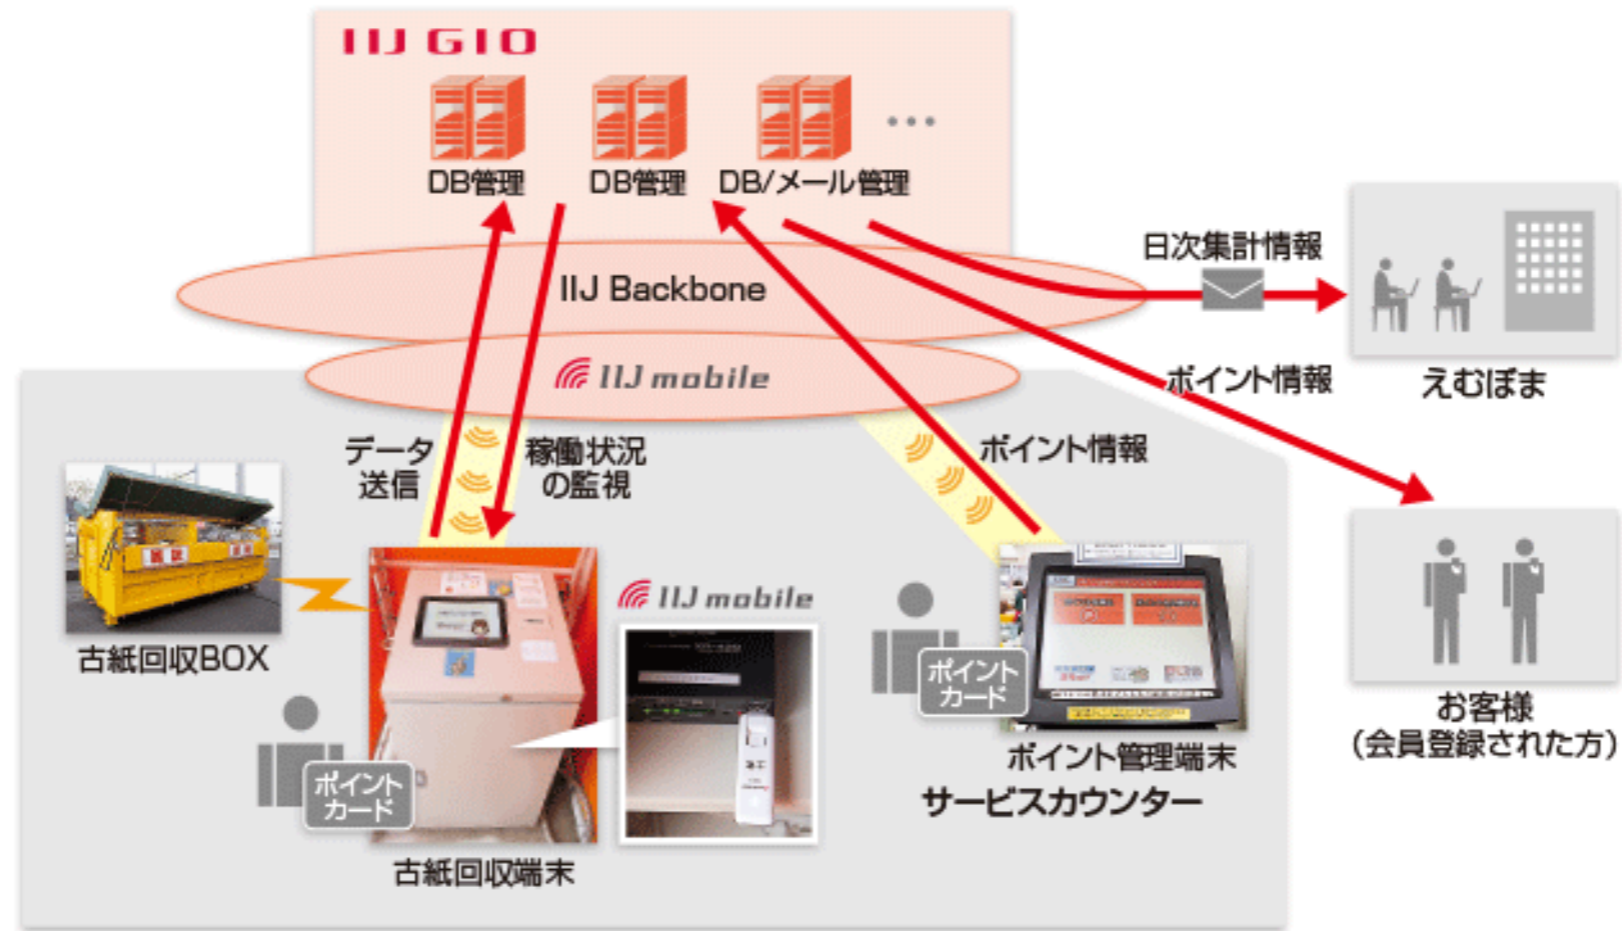 IIJ GIO
DB管理
DB管理
DB/メール管理
IIJ Backbone
日次集計情報
えむぼま
IIJ mobile
ポイント情報
データ
送信
稼働状況
の監視
ポイント情報
古紙回収BOX
IIJ mobile
ポイント
カード
ポイント
カード
お客様
(会員登録された方)
ポイント管理端末
サービスカウンター
古紙回収端末